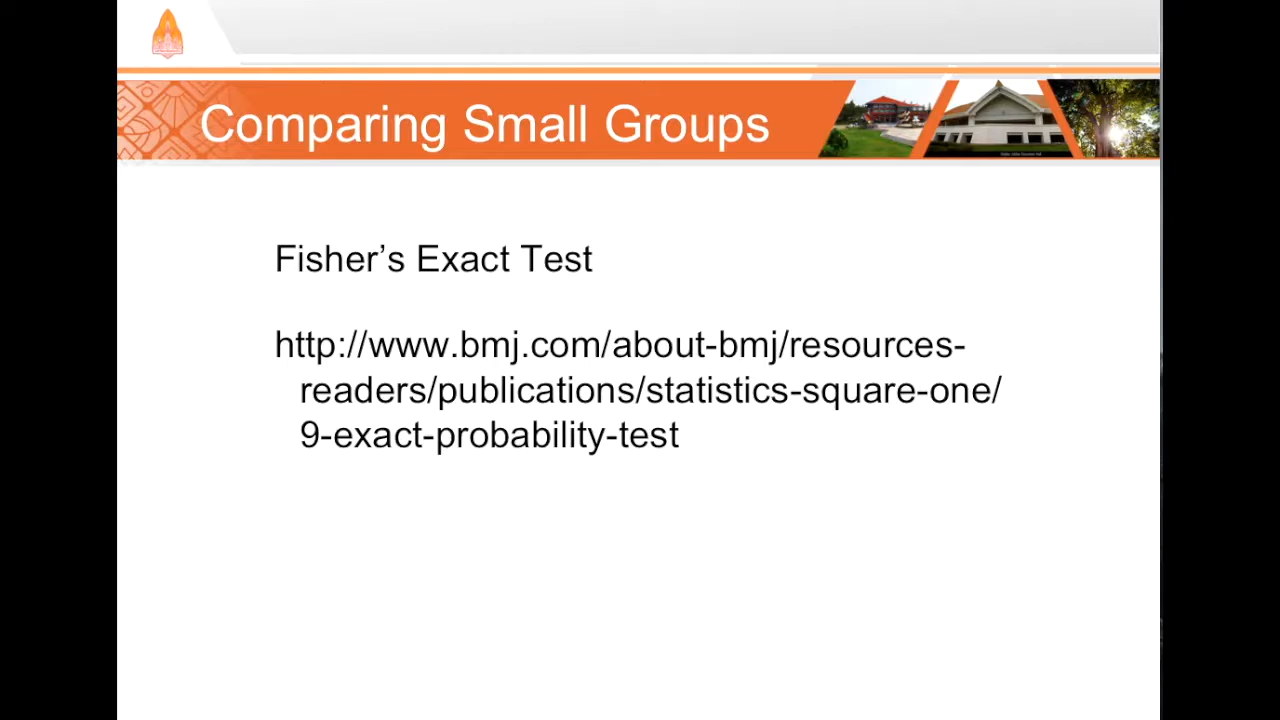 Comparing Small Groups
Fisher’s Exact Test
http://www.bmj.com/about-bmj/resources-
readers/publications/statistics-square-one/
9-exact-probability-test